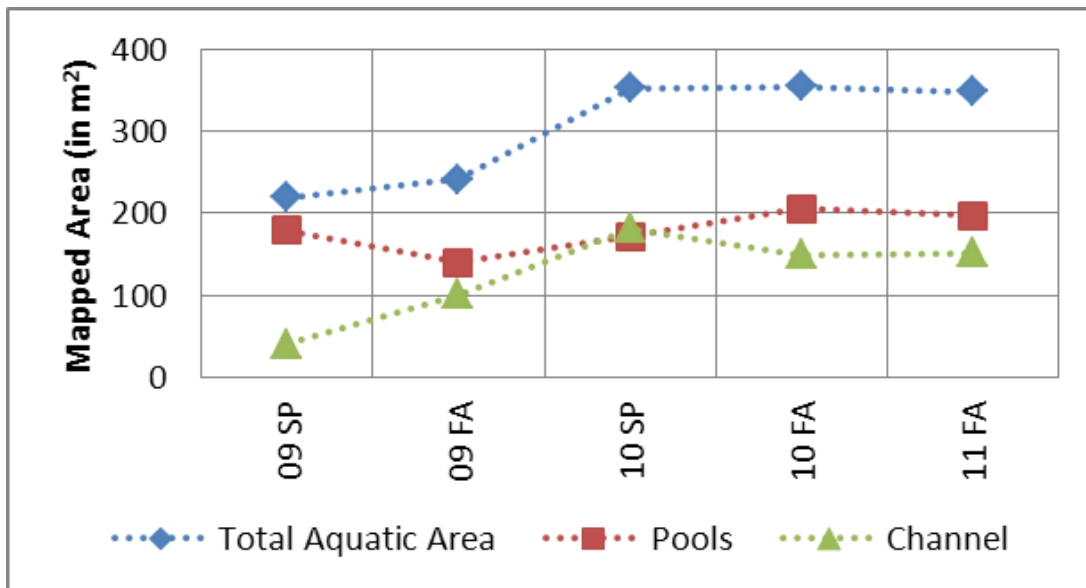 Mapped Area (in m²)
400
300
200
100
0
09 SP
09 FA
10 SP
10 FA
11 FA
Total Aquatic Area
Pools
Channel